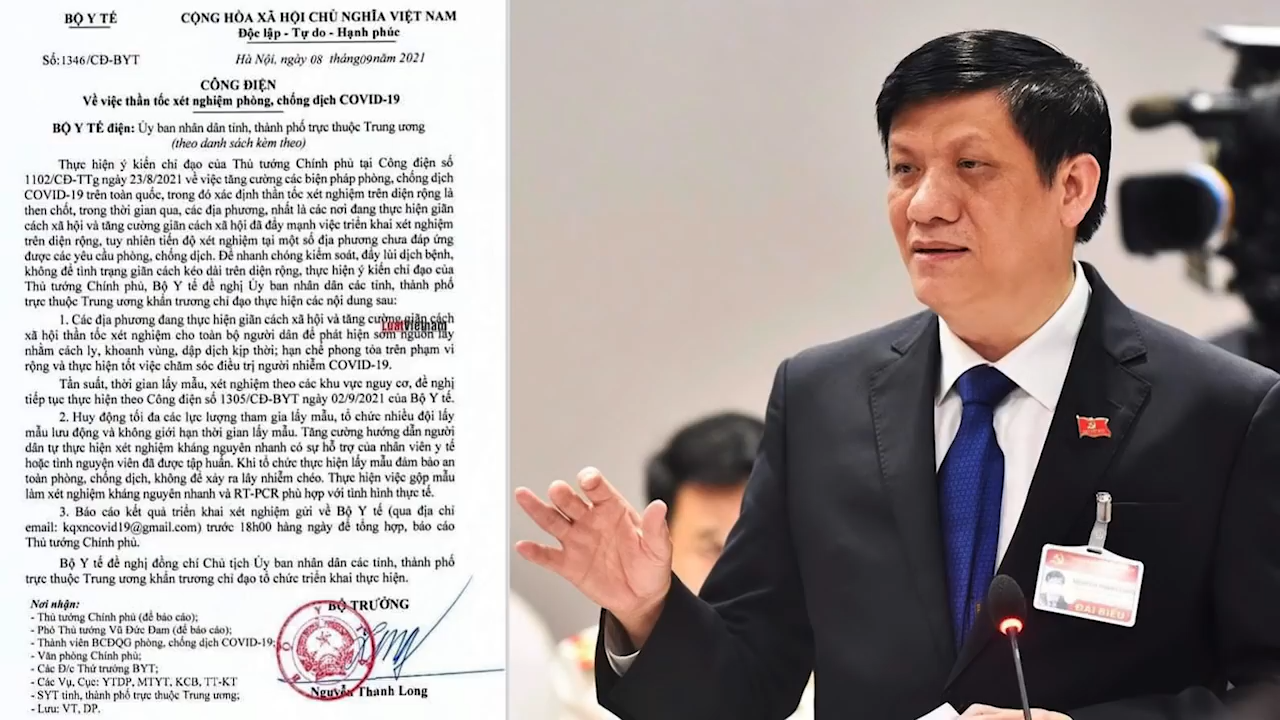 BỘ Y TẾ
CỘNG HÒA XÃ HỘI CHỦ NGHĨA VIỆT NAM
Độc lập - Tự do - Hạnh phúc
Số:1346/CĐ-BYT
Hà Nội, ngày 08 tháng09năm 2021
CÔNG ĐIỆN
Về việc thần tốc xét nghiệm phòng, chống dịch COVID-19
BỘ Y TẾ điện: Ủy ban nhân dân tỉnh, thành phố trực thuộc Trung ương
(theo danh sách kèm theo)
Thực hiện ý kiến chỉ đạo của Thủ tướng Chính phủ tại Công điện số
1102/CĐ-TTg ngày 23/8/2021 về việc tăng cường các biện pháp phòng, chống dịch
COVID-19 trên toàn quốc, trong đó xác định thần tốc xét nghiệm trên diện rộng là
then chốt, trong thời gian qua, các địa phương, nhất là các nơi đang thực hiện giãn
cách xã hội và tăng cường giãn cách xã hội đã đẩy mạnh việc triển khai xét nghiệm
trên diện rộng, tuy nhiên tiến độ xét nghiệm tại một số địa phương chưa đáp ứng
được các yêu cầu phòng, chống dịch. Để nhanh chóng kiểm soát, đẩy lùi dịch bệnh,
không để tình trạng giãn cách kéo dài trên diện rộng, thực hiện ý kiến chỉ đạo của
Thủ tướng Chính phủ, Bộ Y tế đề nghị Ủy ban nhân dân các tỉnh, thành phố
trực thuộc Trung ương khẩn trương chỉ đạo thực hiện các nội dung sau:
1. Các địa phương đang thực hiện giãn cách xã hội và tăng cường giãn cách
LuatVietnam
xã hội thần tốc xét nghiệm cho toàn bộ người dân để phát hiện sớm nguồn lây
nhằm cách ly, khoanh vùng, dập dịch kịp thời; hạn chế phong tỏa trên phạm vi
rộng và thực hiện tốt việc chăm sóc điều trị người nhiễm COVID-19.
Tần suất, thời gian lấy mẫu, xét nghiệm theo các khu vực nguy cơ, đề nghị
tiếp tục thực hiện theo Công điện số 1305/CĐ-BYT ngày 02/9/2021 của Bộ Y tế.
2. Huy động tối đa các lực lượng tham gia lấy mẫu, tổ chức nhiều đội lấy
mẫu lưu động và không giới hạn thời gian lấy mẫu. Tăng cường hướng dẫn người
dân tự thực hiện xét nghiệm kháng nguyên nhanh có sự hỗ trợ của nhân viên y tế
hoặc tình nguyện viên đã được tập huấn. Khi tổ chức thực hiện lấy mẫu đảm bảo an
toàn phòng, chống dịch, không để xảy ra lây nhiễm chéo. Thực hiện việc gộp mẫu
làm xét nghiệm kháng nguyên nhanh và RT-PCR phù hợp với tình hình thực tế.
3. Báo cáo kết quả triển khai xét nghiệm gửi về Bộ Y tế (qua địa chỉ
email: kqxncovid19@gmail.com) trước 18h00 hàng ngày để tổng hợp, báo cáo
Thủ tướng Chính phủ.
Bộ Y tế đề nghị đồng chí Chủ tịch Ủy ban nhân dân các tỉnh, thành phố
trực thuộc Trung ương khẩn trương chỉ đạo tổ chức triển khai thực hiện.
Nơi nhận:
- Thủ tướng Chính phủ (để báo cáo);
- Phó Thủ tướng Vũ Đức Đam (để báo cáo);
- Thành viên BCĐQG phòng, chống dịch COVID-19;
- Văn phòng Chính phủ;
- Các Đ/c Thứ trưởng BYT;
- Các Vụ, Cục: YTDP, MTYT, KCB, TT-KT
- SYT tỉnh, thành phố trực thuộc Trung ương;
- Lưu: VT, DP.
BỘ TRƯỞNG
Nguyễn Thanh Long
ĐẠI BIỂU